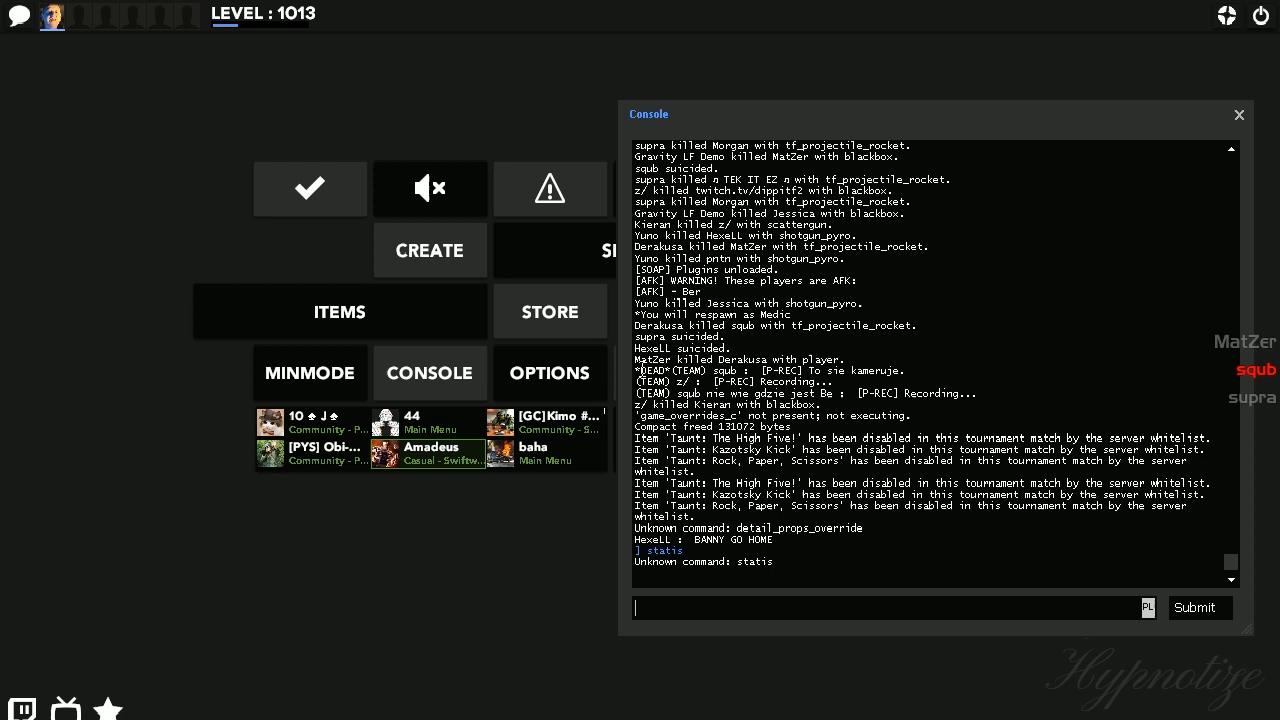 LEVEL : 1013
Console
supra killed Morgan with tf_projectile_rocket.
Gravity LF Demo killed MatZer with blackbox.
squb suicided.
supra killed ♫ TEK IT EZ ♫ with tf_projectile_rocket.
z/ killed twitch.tv/dippitf2 with blackbox.
supra killed Morgan with tf_projectile_rocket.
Gravity LF Demo killed Jessica with blackbox.
Kieran killed z/ with scattergun.
Yuno killed HexeLL with shotgun_pyro.
Derakusa killed MatZer with tf_projectile_rocket.
Yuno killed pntn with shotgun_pyro.
[SOAP] Plugins unloaded.
[AFK] WARNING! These players are AFK:
[AFK] - Ber
Yuno killed Jessica with shotgun_pyro.
*You will respawn as Medic
Derakusa killed squb with tf_projectile_rocket.
supra suicided.
HexeLL suicided.
MatZer killed Derakusa with player.
*DEAD*(TEAM) squb :  [P-REC] To sie kameruje.
(TEAM) z/ :  [P-REC] Recording...
(TEAM) squb nie wie gdzie jest Be :  [P-REC] Recording...
z/ killed Kieran with blackbox.
'game_overrides_c' not present; not executing.
Compact freed 131072 bytes
Item 'Taunt: The High Five!' has been disabled in this tournament match by the server whitelist.
Item 'Taunt: Kazotsky Kick' has been disabled in this tournament match by the server whitelist.
Item 'Taunt: Rock, Paper, Scissors' has been disabled in this tournament match by the server
whitelist.
Item 'Taunt: The High Five!' has been disabled in this tournament match by the server whitelist.
Item 'Taunt: Kazotsky Kick' has been disabled in this tournament match by the server whitelist.
Item 'Taunt: Rock, Paper, Scissors' has been disabled in this tournament match by the server
whitelist.
Unknown command: detail_props_override
HexeLL :  BANNY GO HOME
] statis
Unknown command: statis
PL
Submit
CREATE
SE
ITEMS
STORE
MINMODE
CONSOLE
OPTIONS
10 ♠ J ♠
Community - P...
44
Main Menu
[GC]Kimo #...
Community - S...
[PYS] Obi-...
Community - P...
Amadeus
Casual - Swiftw...
baha
Main Menu
MatZer
squb
supra
Hypnotize